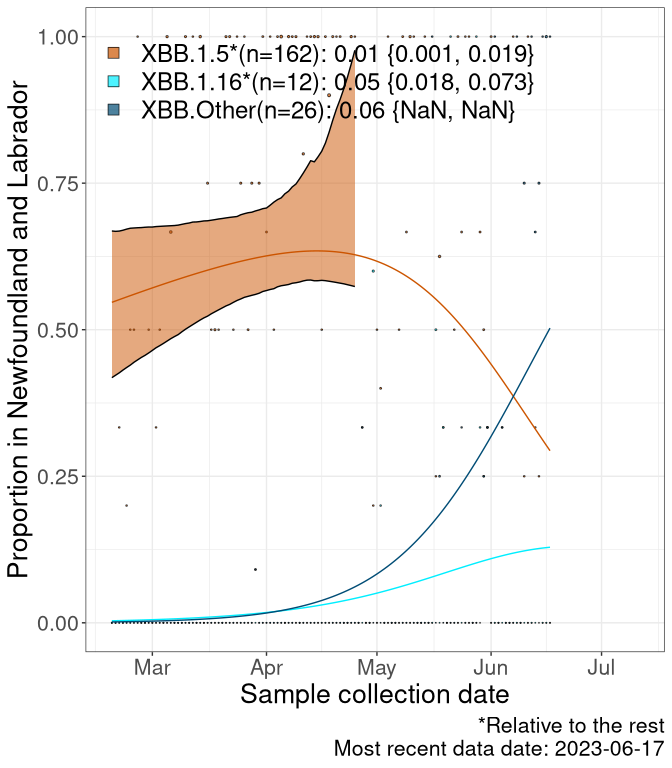 1.00
XBB.1.5*(n=162): 0.01 {0.001, 0.019}
XBB.1.16*(n=12): 0.05 {0.018, 0.073}
XBB.Other(n=26): 0.06 {NaN, NaN}
0.75
0.50
0.25
0.00
Proportion in Newfoundland and Labrador
Mar Apr May Jun Jul
Sample collection date
*Relative to the rest
Most recent data date: 2023-06-17